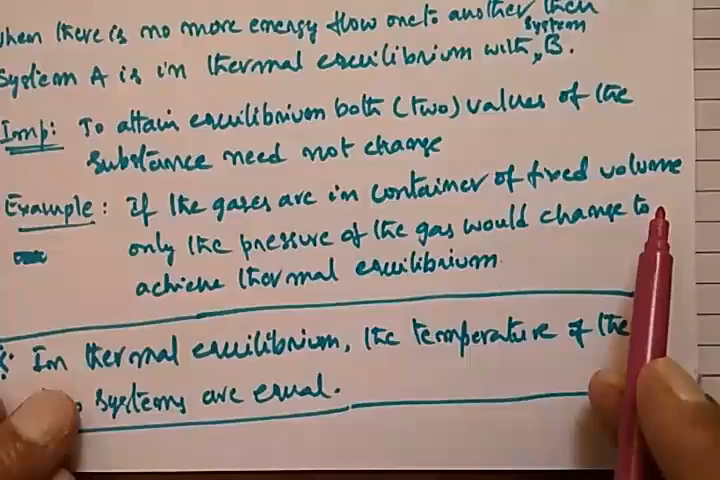 when there is no more energy flow one to another then
system
System A is in thermal equilibrium with, B.
Imp: To attain equilibrium both (two) values of the
substance need not change
Example: If the gases are in container of fixed volume
only the pressure of the gas would change to
achieve thermal equilibrium.
In thermal equilibrium, the temperature of the
systems are equal.